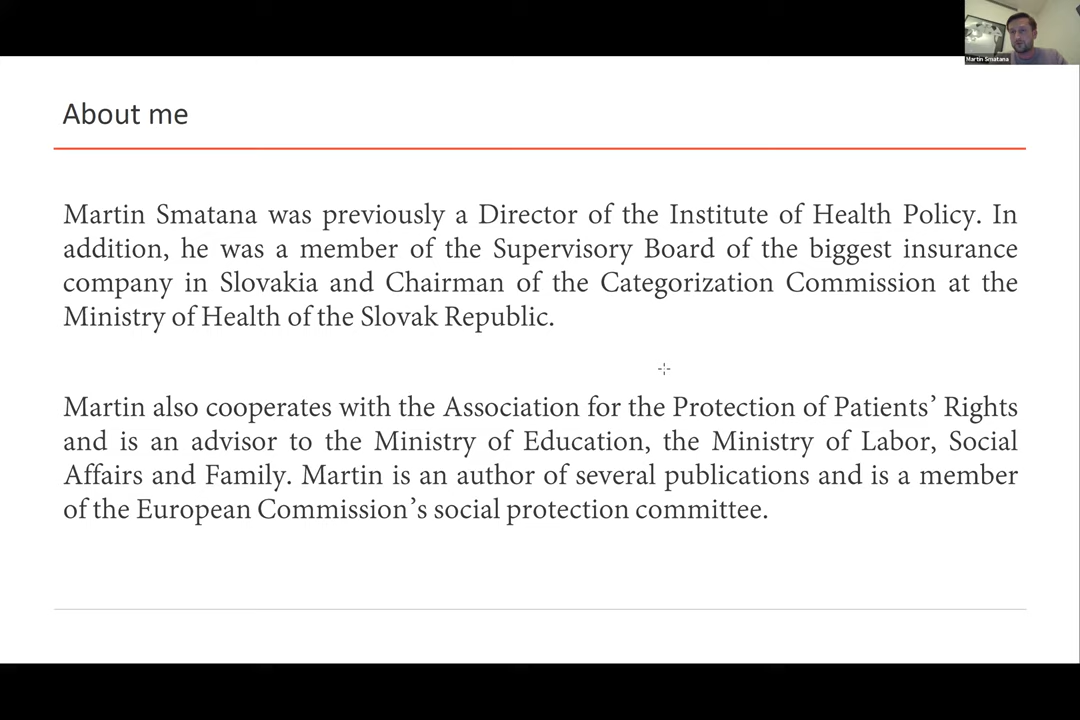 Martin Smatana
About me
Martin Smatana was previously a Director of the Institute of Health Policy. In
addition, he was a member of the Supervisory Board of the biggest insurance
company in Slovakia and Chairman of the Categorization Commission at the
Ministry of Health of the Slovak Republic.
Martin also cooperates with the Association for the Protection of Patients’ Rights
and is an advisor to the Ministry of Education, the Ministry of Labor, Social
Affairs and Family. Martin is an author of several publications and is a member
of the European Commission’s social protection committee.